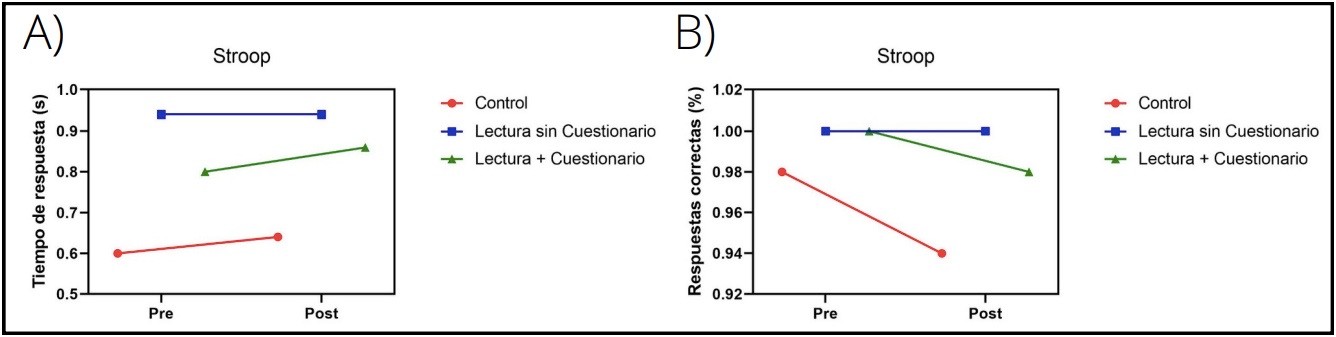 A)
Stroop
Tiempo de respuesta (s)
1.0
0.9
0.8
0.7
0.6
0.5
Pre
Post
Control
Lectura sin Cuestionario
Lectura + Cuestionario
B)
Stroop
Respuestas correctas (%)
1.02
1.00
0.98
0.96
0.94
0.92
Pre
Post
Control
Lectura sin Cuestionario
Lectura + Cuestionario